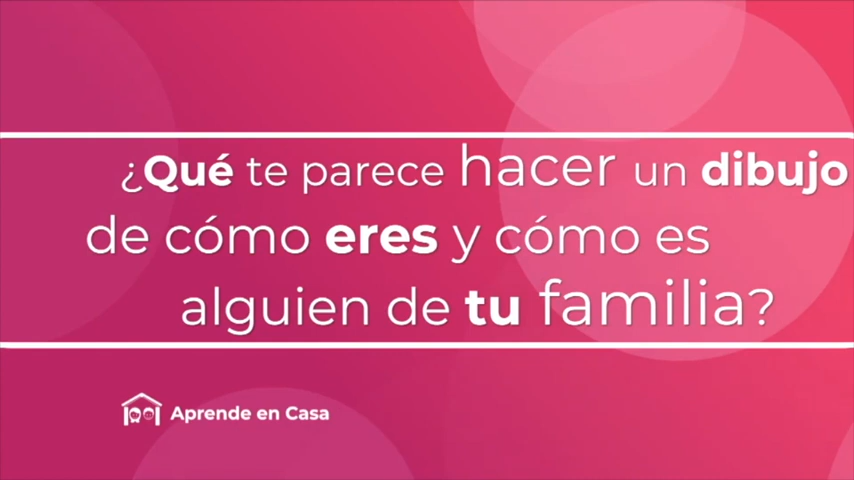 ¿Qué te parece hacer un dibujo
de cómo eres y cómo es
alguien de tu familia?
Aprende en Casa